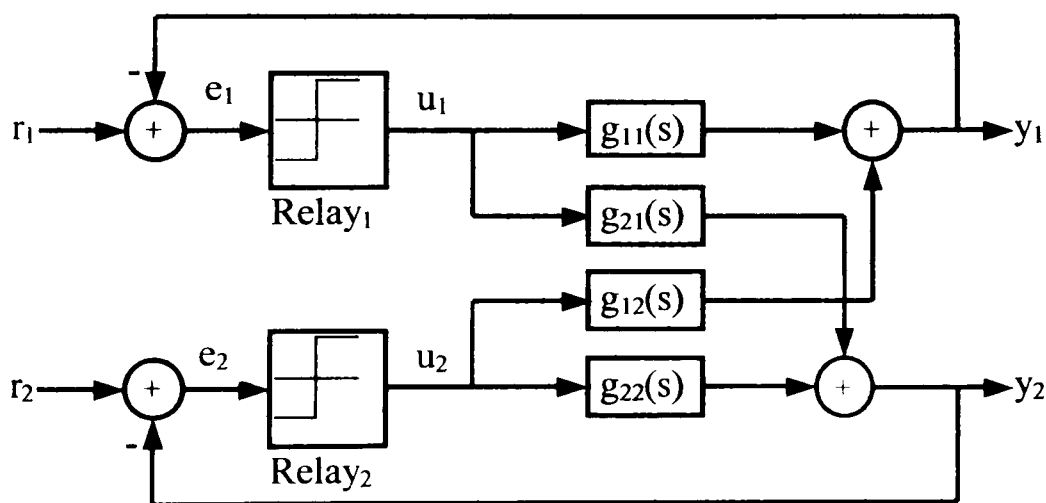 -
e₁
u₁
r₁
+
g₁₁(s)
+
y₁
Relay₁
g₂₁(s)
g₁₂(s)
e₂
u₂
r₂
+
g₂₂(s)
+
y₂
-
Relay₂